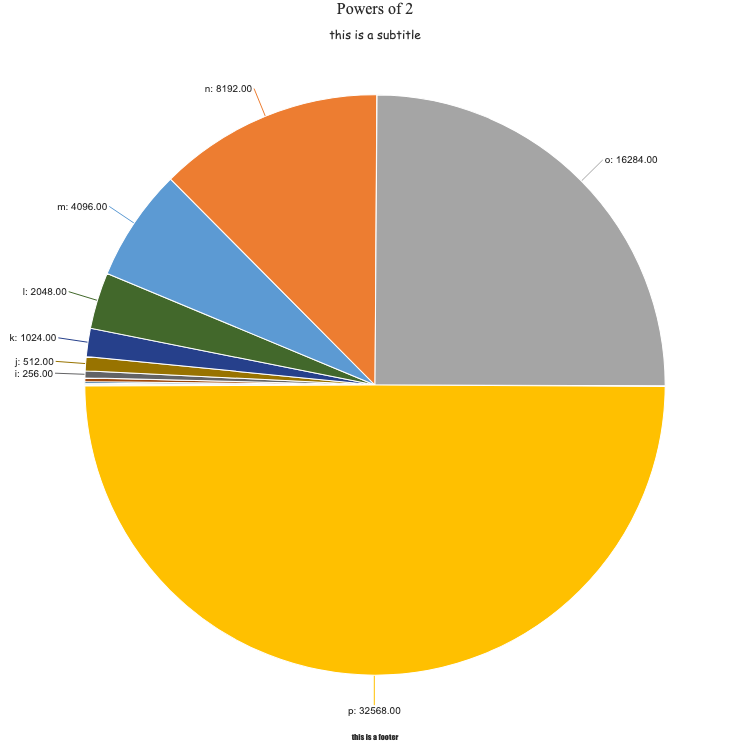 Powers of 2
this is a subtitle
n: 8192.00
o: 16284.00
m: 4096.00
l: 2048.00
k: 1024.00
j: 512.00
i: 256.00
p: 32568.00
this is a footer